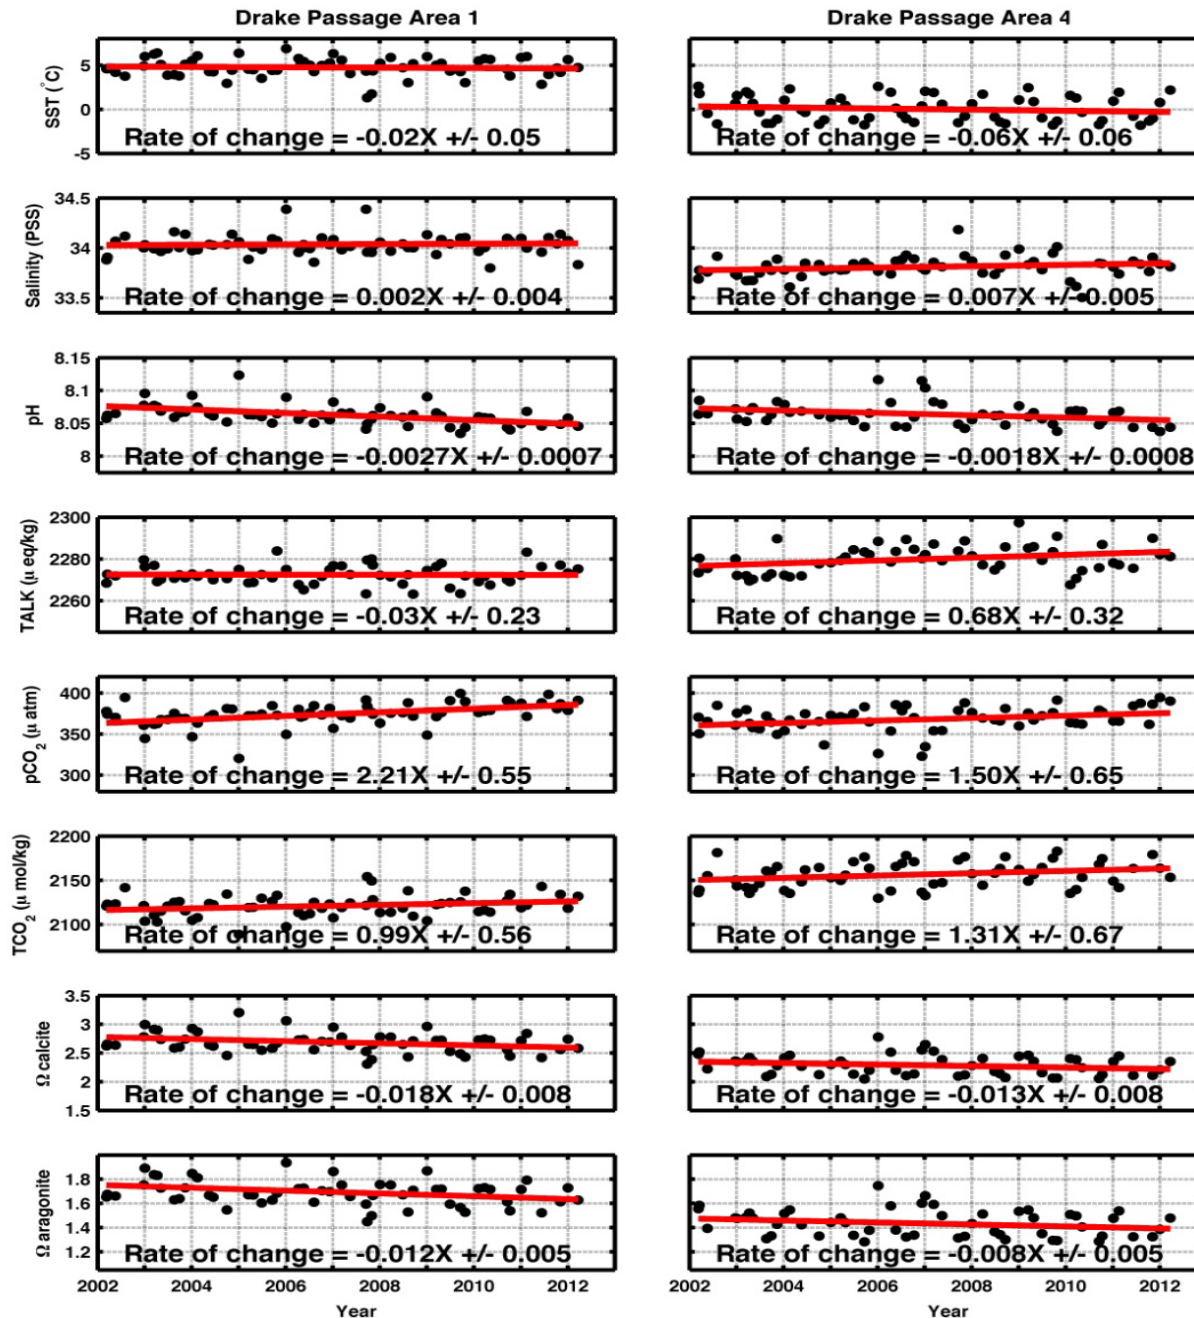 Drake Passage Area 1
Drake Passage Area 4
SST (°C)
5
0
-5
Rate of change = -0.02X +/- 0.05
Rate of change = -0.06X +/- 0.06
Salinity (PSS)
34.5
34
33.5
Rate of change = 0.002X +/- 0.004
Rate of change = 0.007X +/- 0.005
pH
8.15
8.1
8.05
8
Rate of change = -0.0027X +/- 0.0007
Rate of change = -0.0018X +/- 0.0008
TALK (μ eq/kg)
2300
2280
2260
Rate of change = -0.03X +/- 0.23
Rate of change = 0.68X +/- 0.32
pCO₂ (μ atm)
400
350
300
Rate of change = 2.21X +/- 0.55
Rate of change = 1.50X +/- 0.65
TCO₂ (μ mol/kg)
2200
2150
2100
Rate of change = 0.99X +/- 0.56
Rate of change = 1.31X +/- 0.67
Ω calcite
3.5
3
2.5
2
1.5
Rate of change = -0.018X +/- 0.008
Rate of change = -0.013X +/- 0.008
Ω aragonite
1.8
1.6
1.4
1.2
Rate of change = -0.012X +/- 0.005
Rate of change = -0.008X +/- 0.005
2002 2004 2006 2008 2010 2012
2002 2004 2006 2008 2010 2012
Year
Year